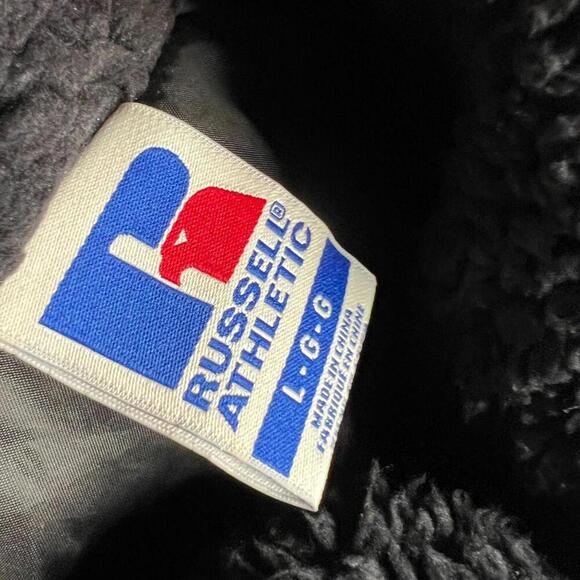 RUSSELL®
ATHLETIC
L-G-G
MADE IN CHINA
FABRIQUÉ EN CHINE